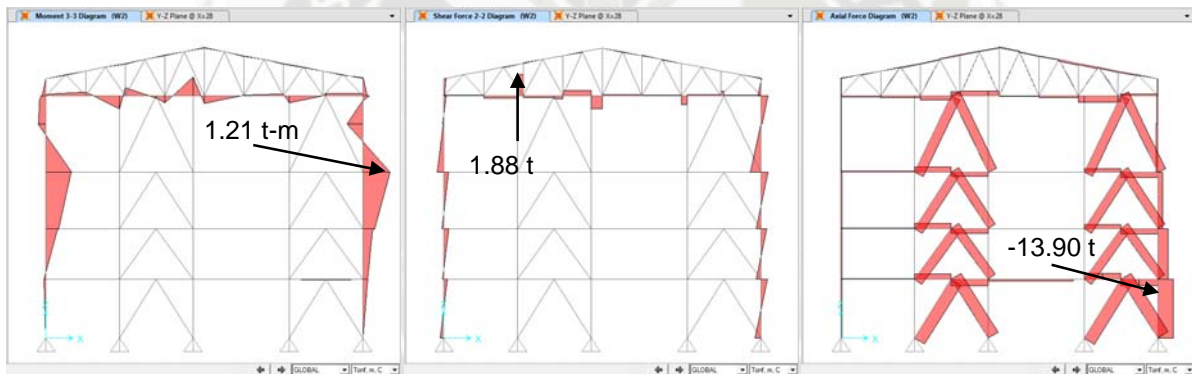 Moment 3-3 Diagram (W2)
Y-Z Plane @ X=28
1.21 t-m
X
GLOBAL
Tonf, m, C
Shear Force 2-2 Diagram (W2)
Y-Z Plane @ X=28
1.88 t
X
GLOBAL
Tonf, m, C
Axial Force Diagram (W2)
Y-Z Plane @ X=28
-13.90 t
X
GLOBAL
Tonf, m, C